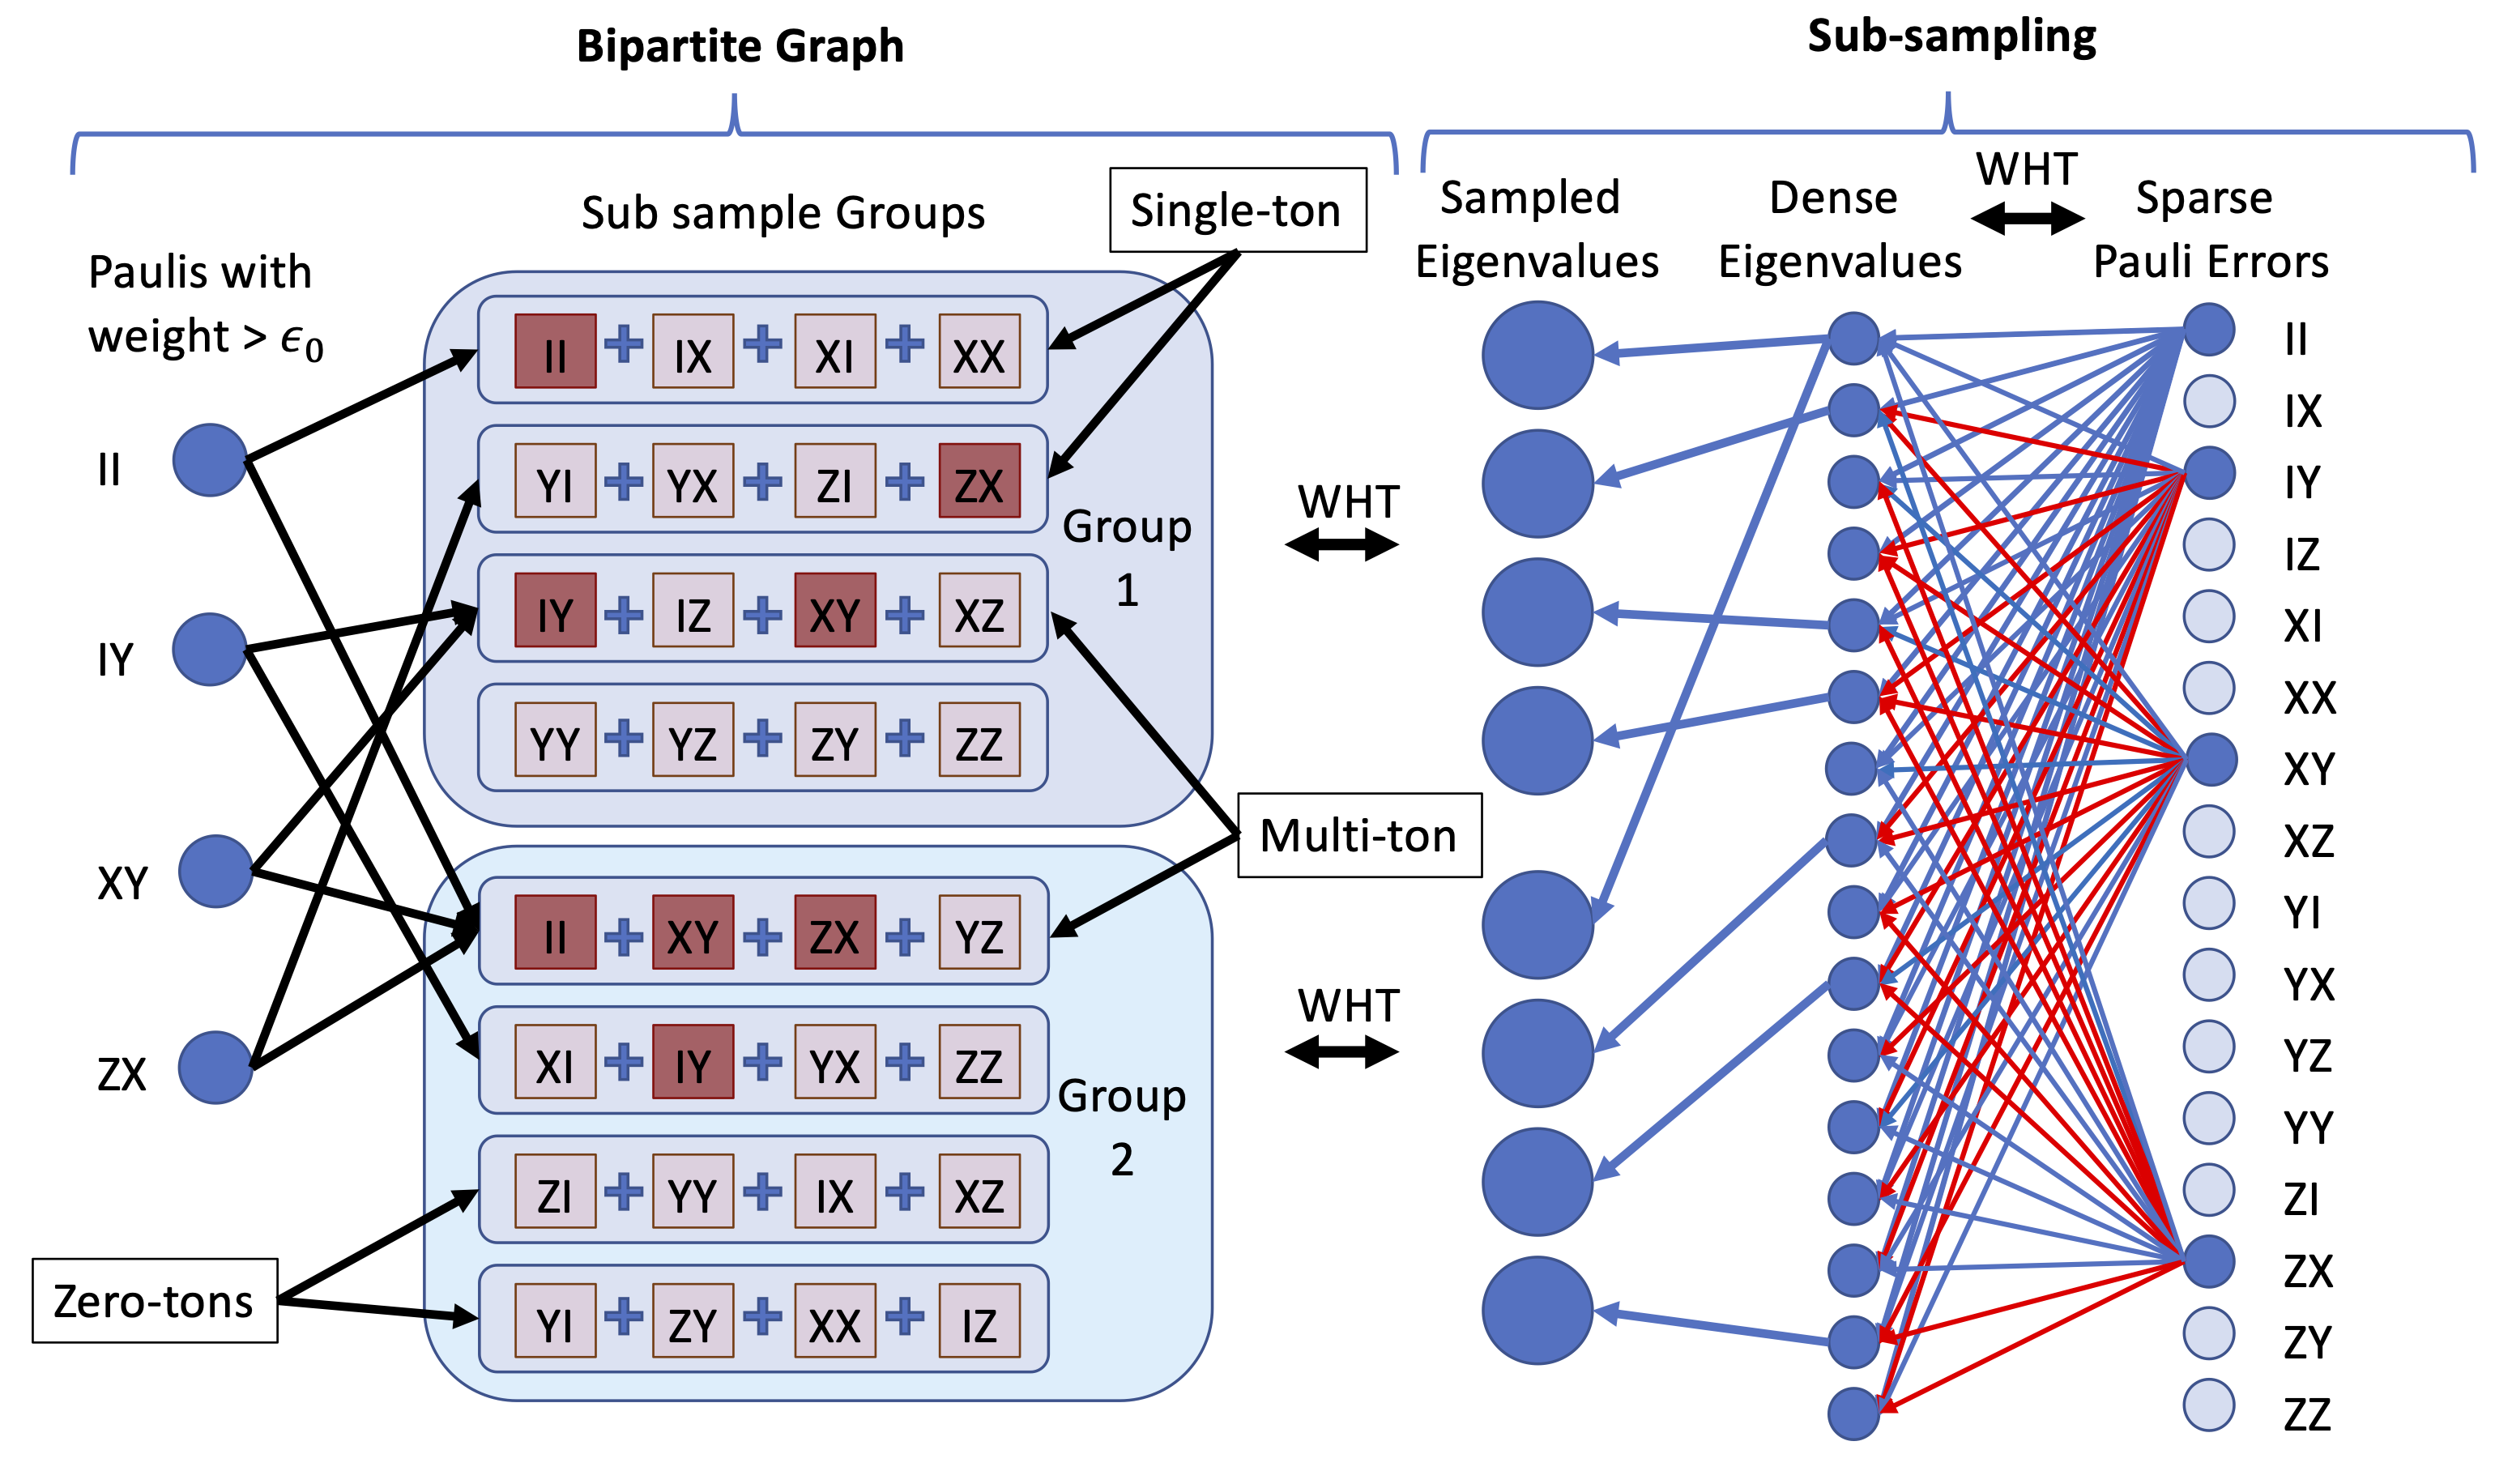 Bipartite Graph
Sub-sampling
Sub sample Groups
Single-ton
Paulis with
weight > ϵ0
II
IY
XY
ZX
II + IX + XI + XX
YI + YX + ZI + ZX
IY + IZ + XY + XZ
YY + YZ + ZY + ZZ
Group
1
Multi-ton
II + XY + ZX + YZ
XI + IY + YX + ZZ
ZI + YY + IX + XZ
YI + ZY + XX + IZ
Group
2
Zero-tons
WHT
WHT
Sampled
Eigenvalues
Dense
Eigenvalues
WHT
Sparse
Pauli Errors
II
IX
IY
IZ
XI
XX
XY
XZ
YI
YX
YZ
YY
ZI
ZX
ZY
ZZ